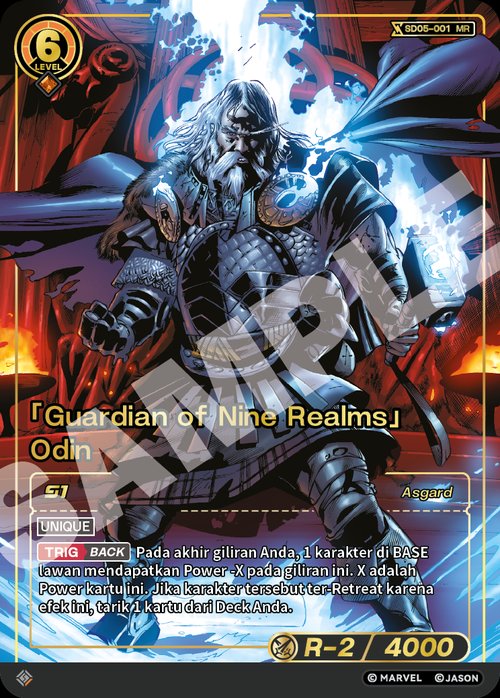 SD05-001 MR
6
LEVEL
SAMPLE
「Guardian of Nine Realms」
Odin
S1 Asgard
UNIQUE
TRIG BACK Pada akhir giliran Anda, 1 karakter di BASE
lawan mendapatkan Power -X pada giliran ini. X adalah
Power kartu ini. Jika karakter tersebut ter-Retreat karena
efek ini, tarik 1 kartu dari Deck Anda.
R-2 / 4000
© MARVEL ©JASON